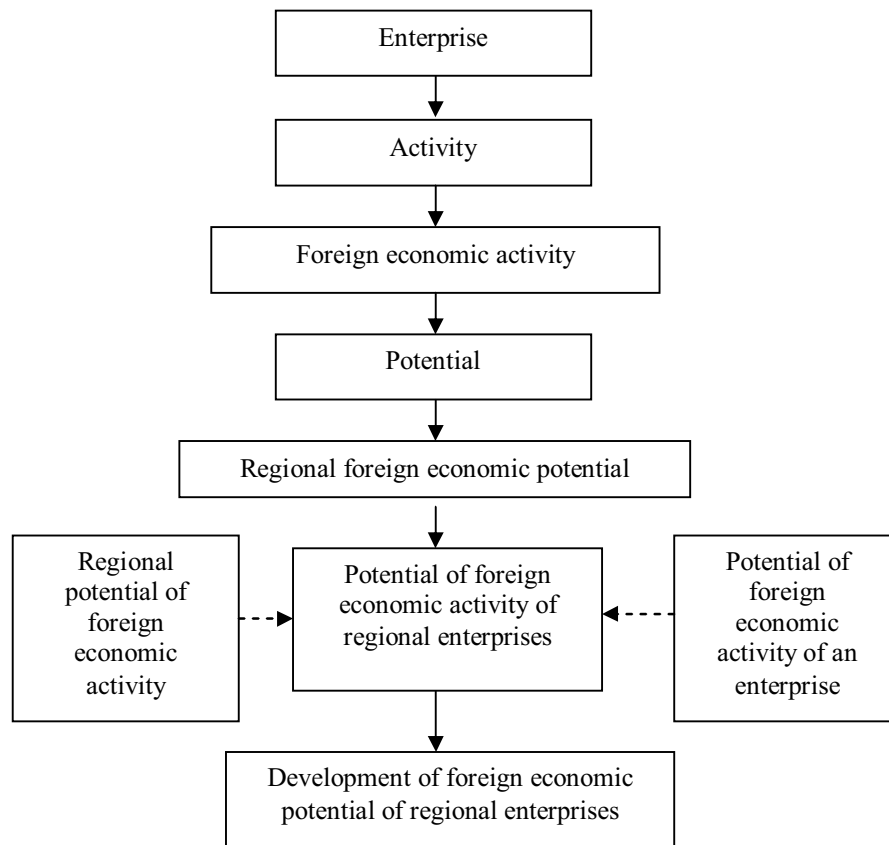 Enterprise
Activity
Foreign economic activity
Potential
Regional foreign economic potential
Regional
potential of
foreign
economic
activity
Potential of foreign
economic activity of
regional enterprises
Potential of
foreign
economic
activity of an
enterprise
Development of foreign economic
potential of regional enterprises